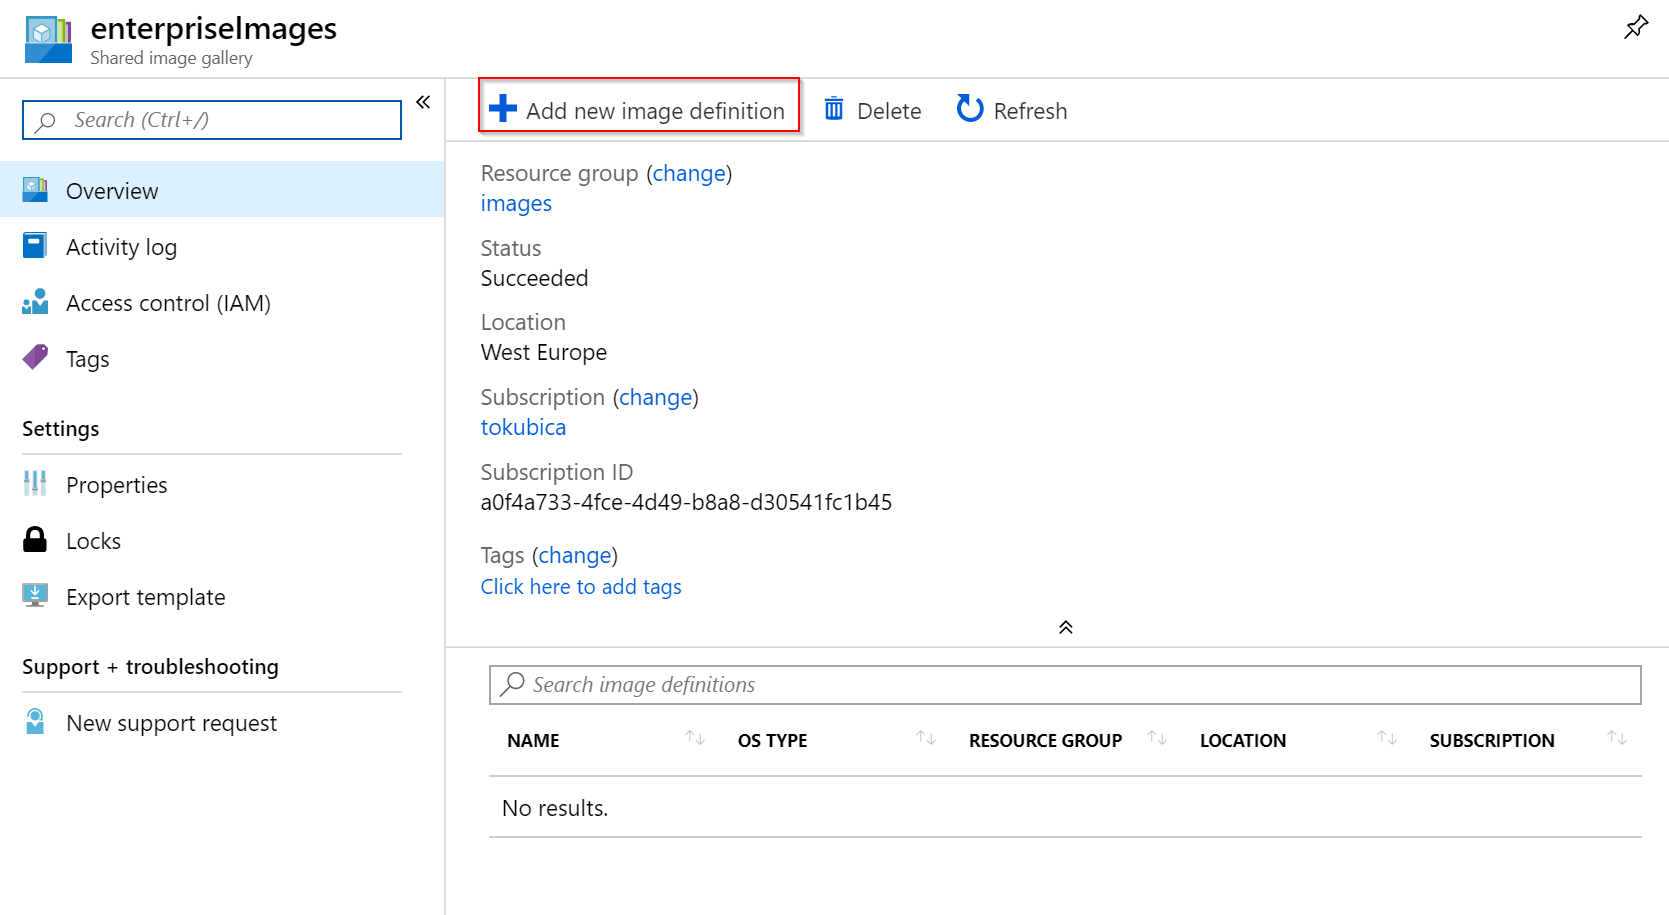 enterpriseImages
Shared image gallery
Search (Ctrl+/)
Overview
Activity log
Access control (IAM)
Tags
Settings
Properties
Locks
Export template
Support + troubleshooting
New support request
Add new image definition Delete Refresh
Resource group (change)
images
Status
Succeeded
Location
West Europe
Subscription (change)
tokubica
Subscription ID
a0f4a733-4fce-4d49-b8a8-d30541fc1b45
Tags (change)
Click here to add tags
Search image definitions
NAME OS TYPE RESOURCE GROUP LOCATION SUBSCRIPTION
No results.